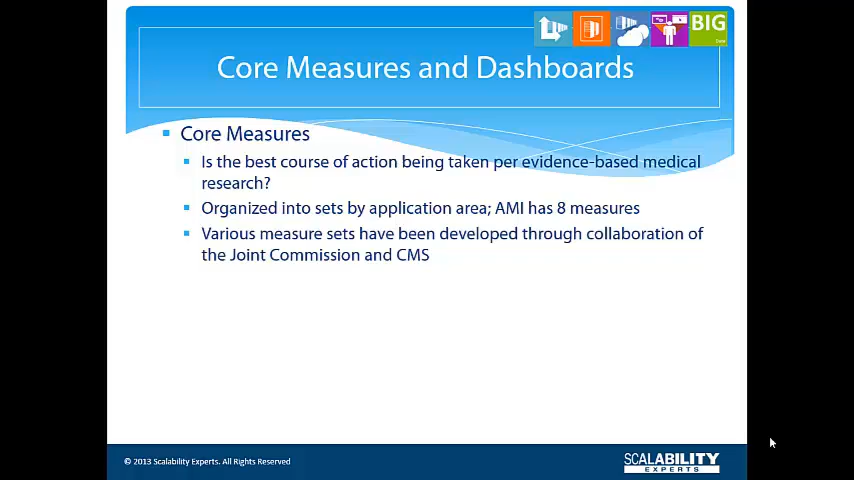 BIG
Core Measures and Dashboards
Core Measures
Is the best course of action being taken per evidence-based medical
research?
Organized into sets by application area; AMI has 8 measures
Various measure sets have been developed through collaboration of
the Joint Commission and CMS
© 2013 Scalability Experts. All Rights Reserved
SCALABILITY
EXPERTS